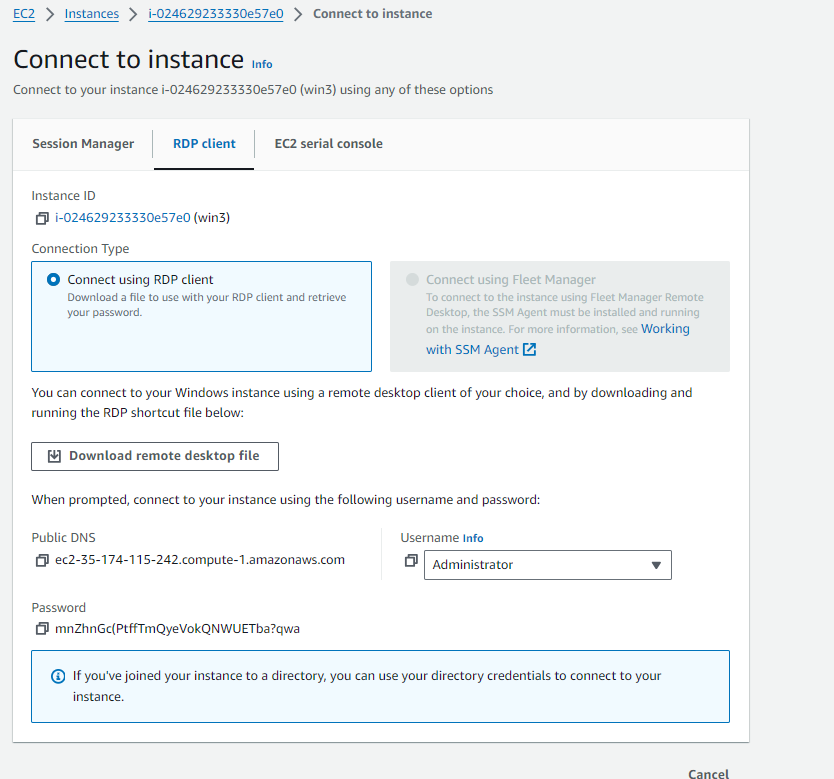 EC2 > Instances > i-024629233330e57e0 > Connect to instance
Connect to instance Info
Connect to your instance i-024629233330e57e0 (win3) using any of these options
Session Manager
RDP client
EC2 serial console
Instance ID
i-024629233330e57e0 (win3)
Connection Type
Connect using RDP client
Download a file to use with your RDP client and retrieve
your password.
Connect using Fleet Manager
To connect to the instance using Fleet Manager Remote
Desktop, the SSM Agent must be installed and running
on the instance. For more information, see Working
with SSM Agent
You can connect to your Windows instance using a remote desktop client of your choice, and by downloading and
running the RDP shortcut file below:
Download remote desktop file
When prompted, connect to your instance using the following username and password:
Public DNS
ec2-35-174-115-242.compute-1.amazonaws.com
Username Info
Administrator
Password
mnZhnGc(PtffTmQyeVokQNWUETba?qwa
If you've joined your instance to a directory, you can use your directory credentials to connect to your
instance.
Cancel